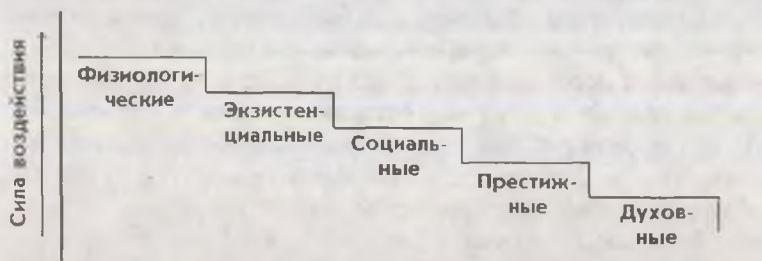 Сила воздействия
Физиологи-
ческие
Экзистен-
циальные
Социаль-
ные
Престиж-
ные
Духов-
ные